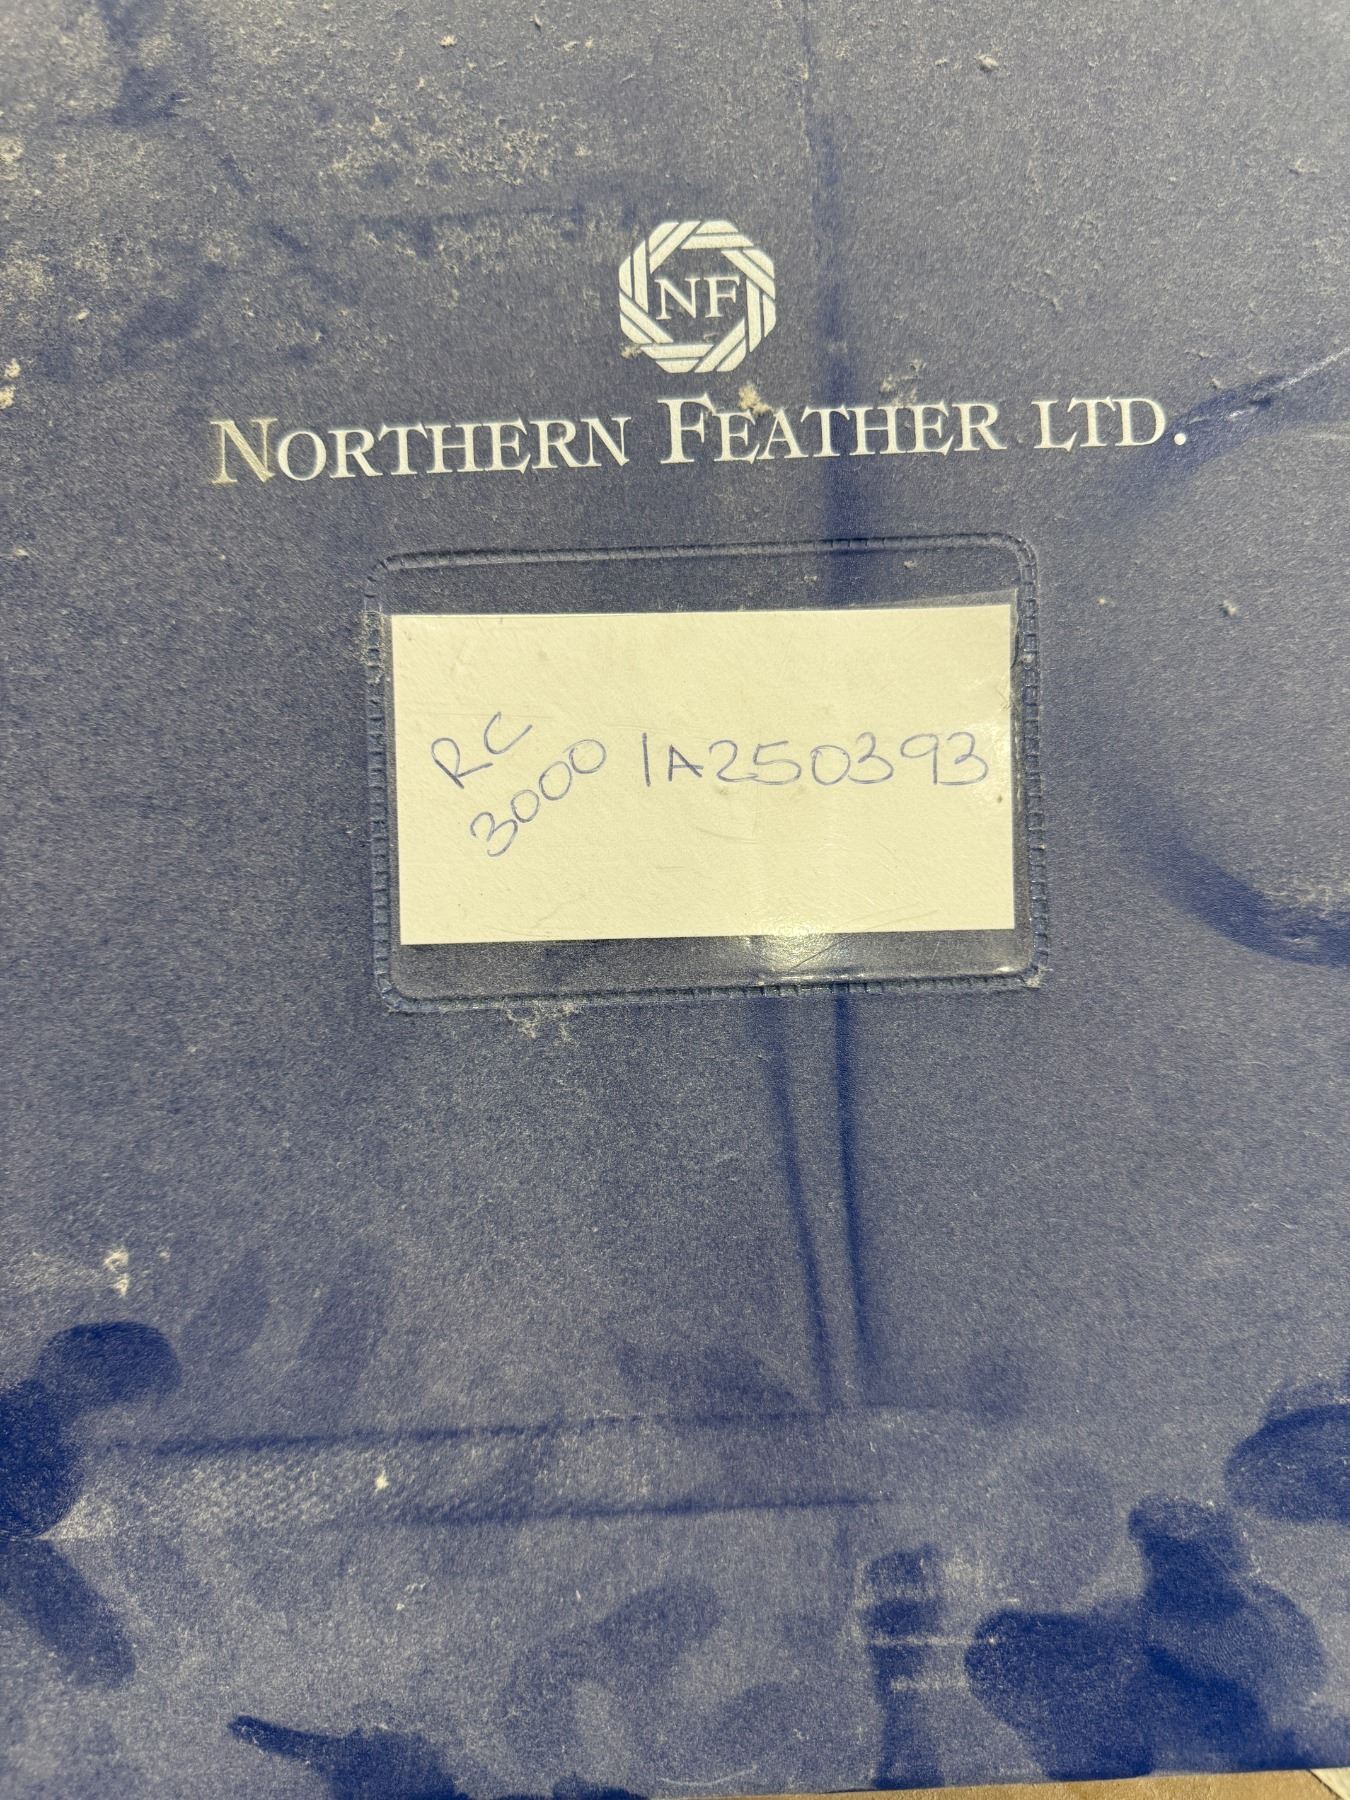 NF
NORTHERN FEATHER LTD.
RC
3000 1A250393